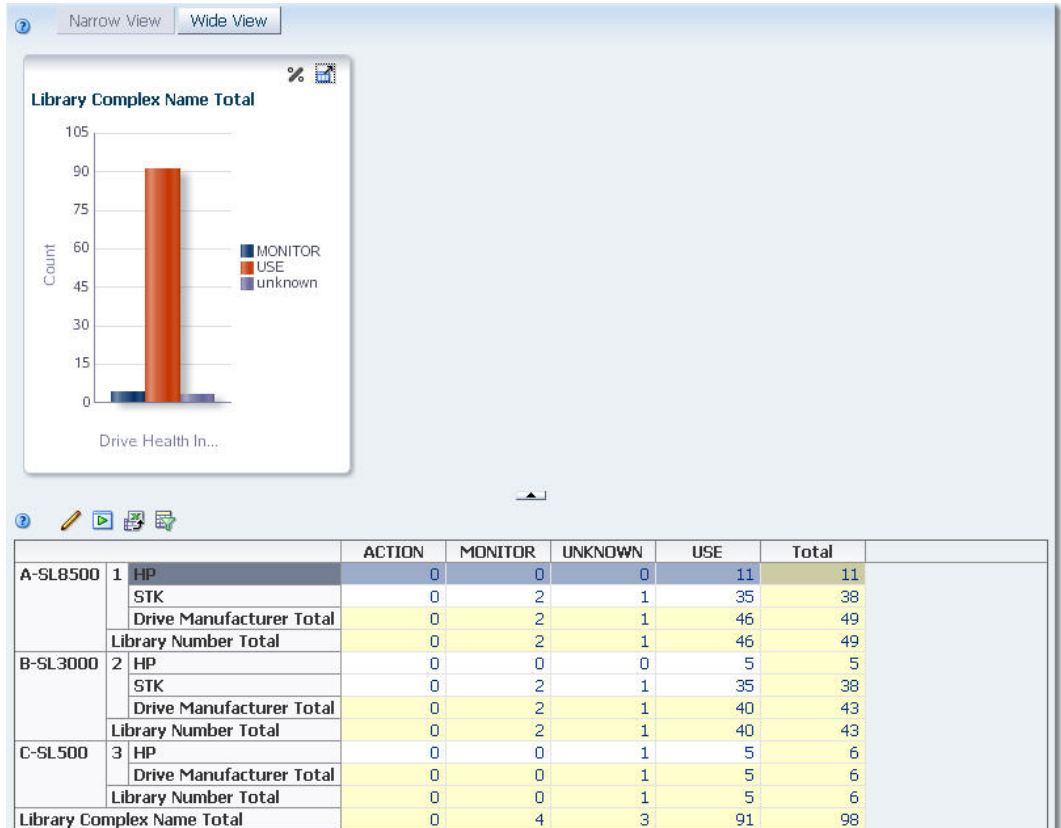 Narrow View Wide View
Library Complex Name Total
105
90
75
60
45
30
15
0
Count
MONITOR
USE
unknown
Drive Health In...
ACTION MONITOR UNKNOWN USE Total
A-SL8500 1 HP 0 0 0 11 11
STK 0 2 1 35 38
Drive Manufacturer Total 0 2 1 46 49
Library Number Total 0 2 1 46 49
B-SL3000 2 HP 0 0 0 5 5
STK 0 2 1 35 38
Drive Manufacturer Total 0 2 1 40 43
Library Number Total 0 2 1 40 43
C-SL500 3 HP 0 0 1 5 6
Drive Manufacturer Total 0 0 1 5 6
Library Number Total 0 0 1 5 6
Library Complex Name Total 0 4 3 91 98